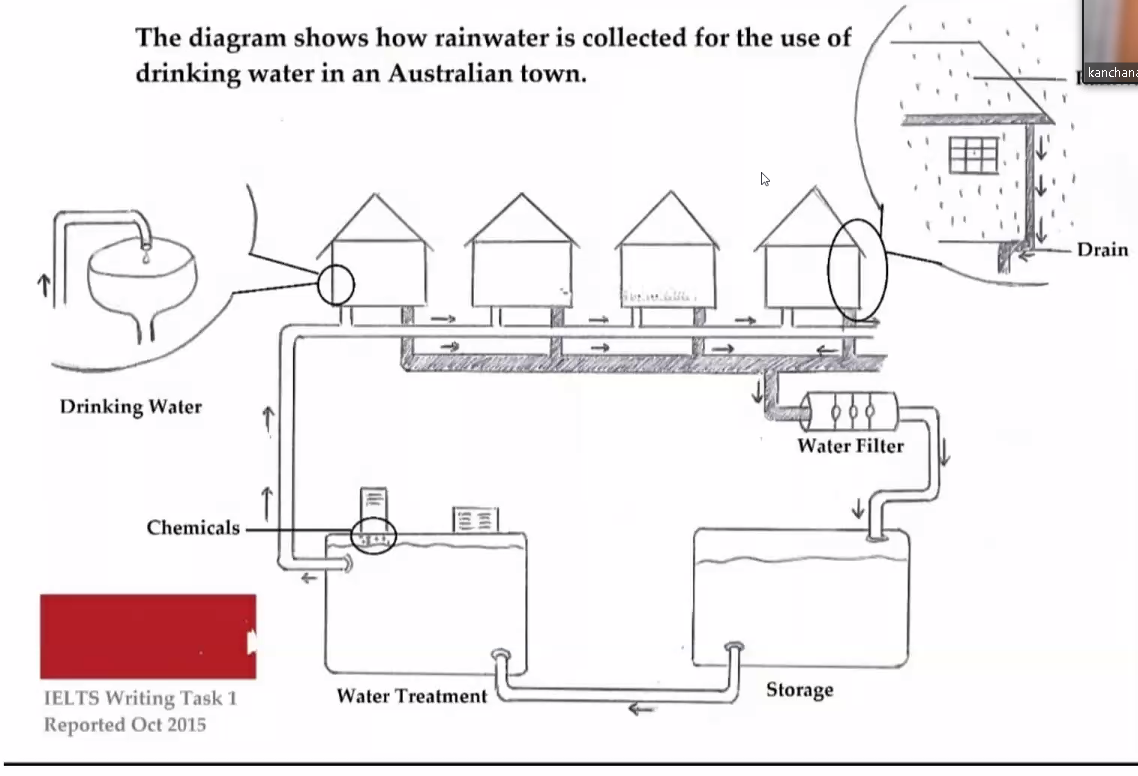 The diagram shows how rainwater is collected for the use of
drinking water in an Australian town.
kanchana
Drain
Drinking Water
Water Filter
Chemicals
Water Treatment
Storage
IELTS Writing Task 1
Reported Oct 2015